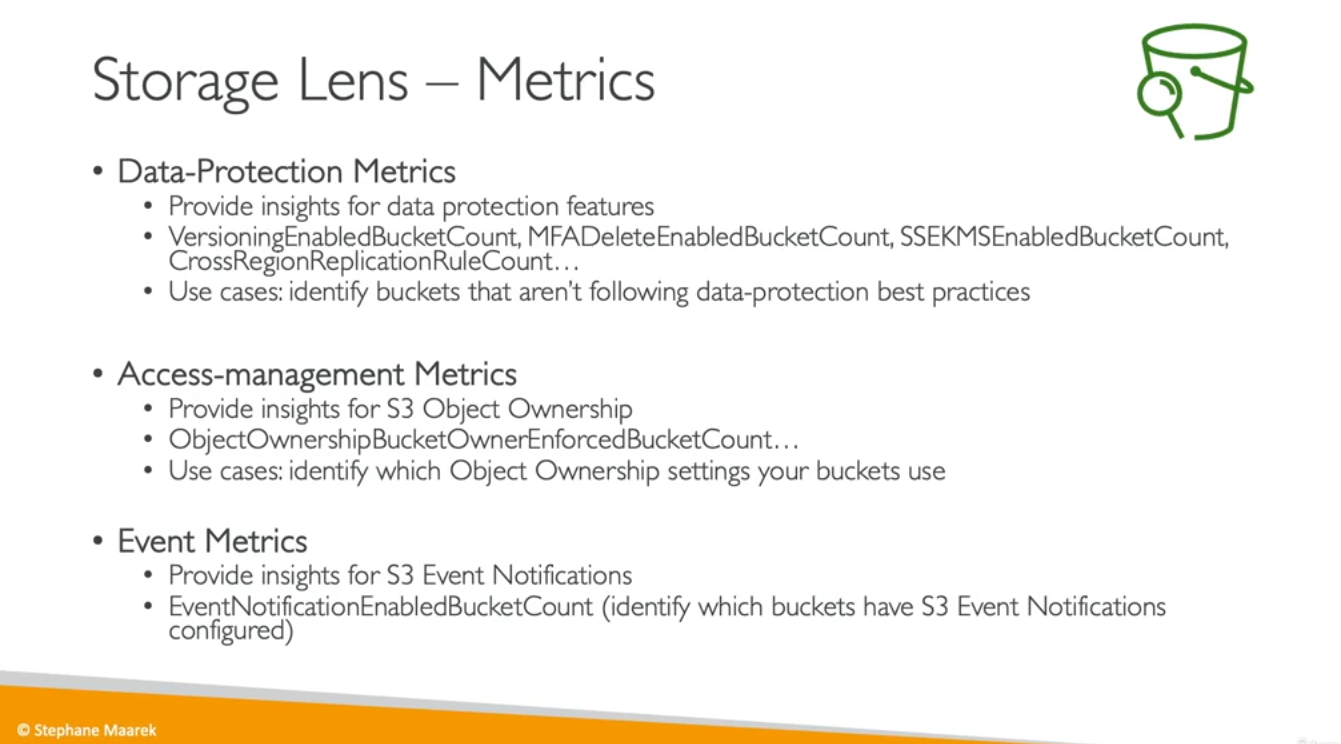 Storage Lens – Metrics
• Data-Protection Metrics
• Provide insights for data protection features
• VersioningEnabledBucketCount, MFADeleteEnabledBucketCount, SSEKMSEnabledBucketCount,
CrossRegionReplicationRuleCount…
• Use cases: identify buckets that aren't following data-protection best practices
• Access-management Metrics
• Provide insights for S3 Object Ownership
• ObjectOwnershipBucketOwnerEnforcedBucketCount…
• Use cases: identify which Object Ownership settings your buckets use
• Event Metrics
• Provide insights for S3 Event Notifications
• EventNotificationEnabledBucketCount (identify which buckets have S3 Event Notifications
configured)
© Stephane Maarek